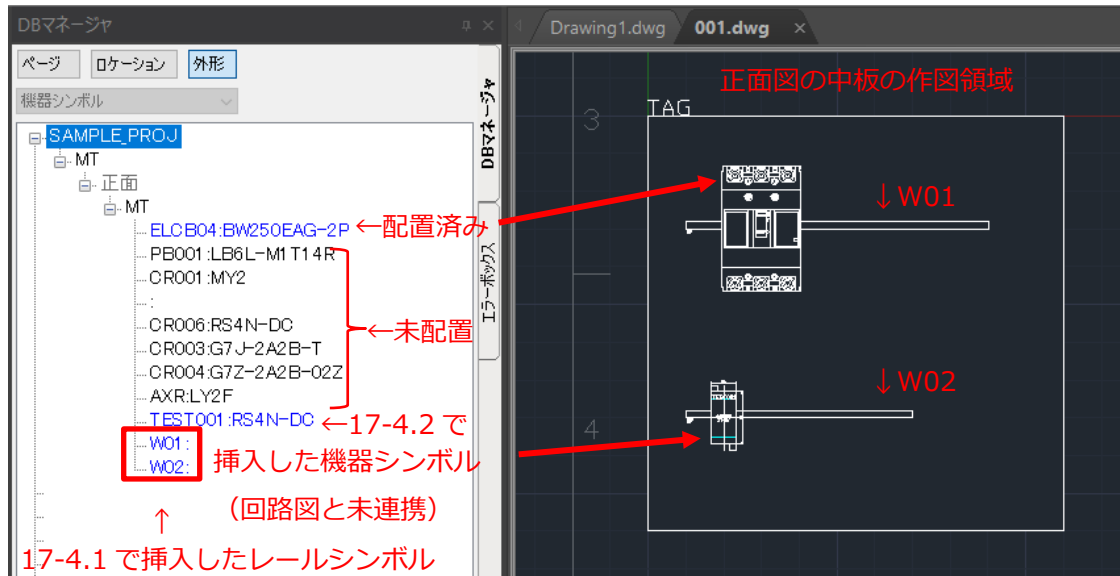 DBマネージャ
Drawing1.dwg
001.dwg ×
ページ ロケーション 外形
機器シンボル
DBマネージャ
エラーボックス
SAMPLE_PROJ
MT
正面
MT
ELCB04:BW250EAG-2P ←配置済み
PB001:LB6L-M1T14R
CR001:MY2
:
CR006:RS4N-DC
←未配置
CR003:G7J-2A2B-T
CR004:G7Z-2A2B-02Z
AXR:LY2F
TEST001:RS4N-DC ←17-4.2 で
W01:
挿入した機器シンボル
W02:
(回路図と未連携)
↑
17-4.1 で挿入したレールシンボル
正面図の中板の作図領域
TAG
3
↓W01
↓W02
4